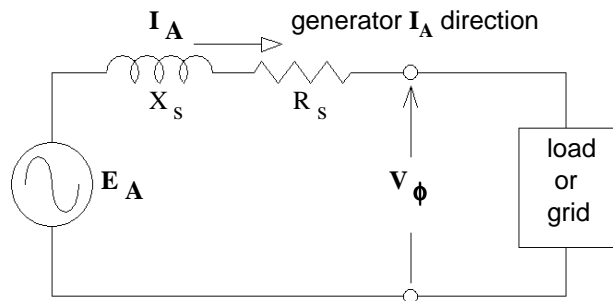 I A
generator I A direction
X s
R s
E A
V ϕ
load
or
grid